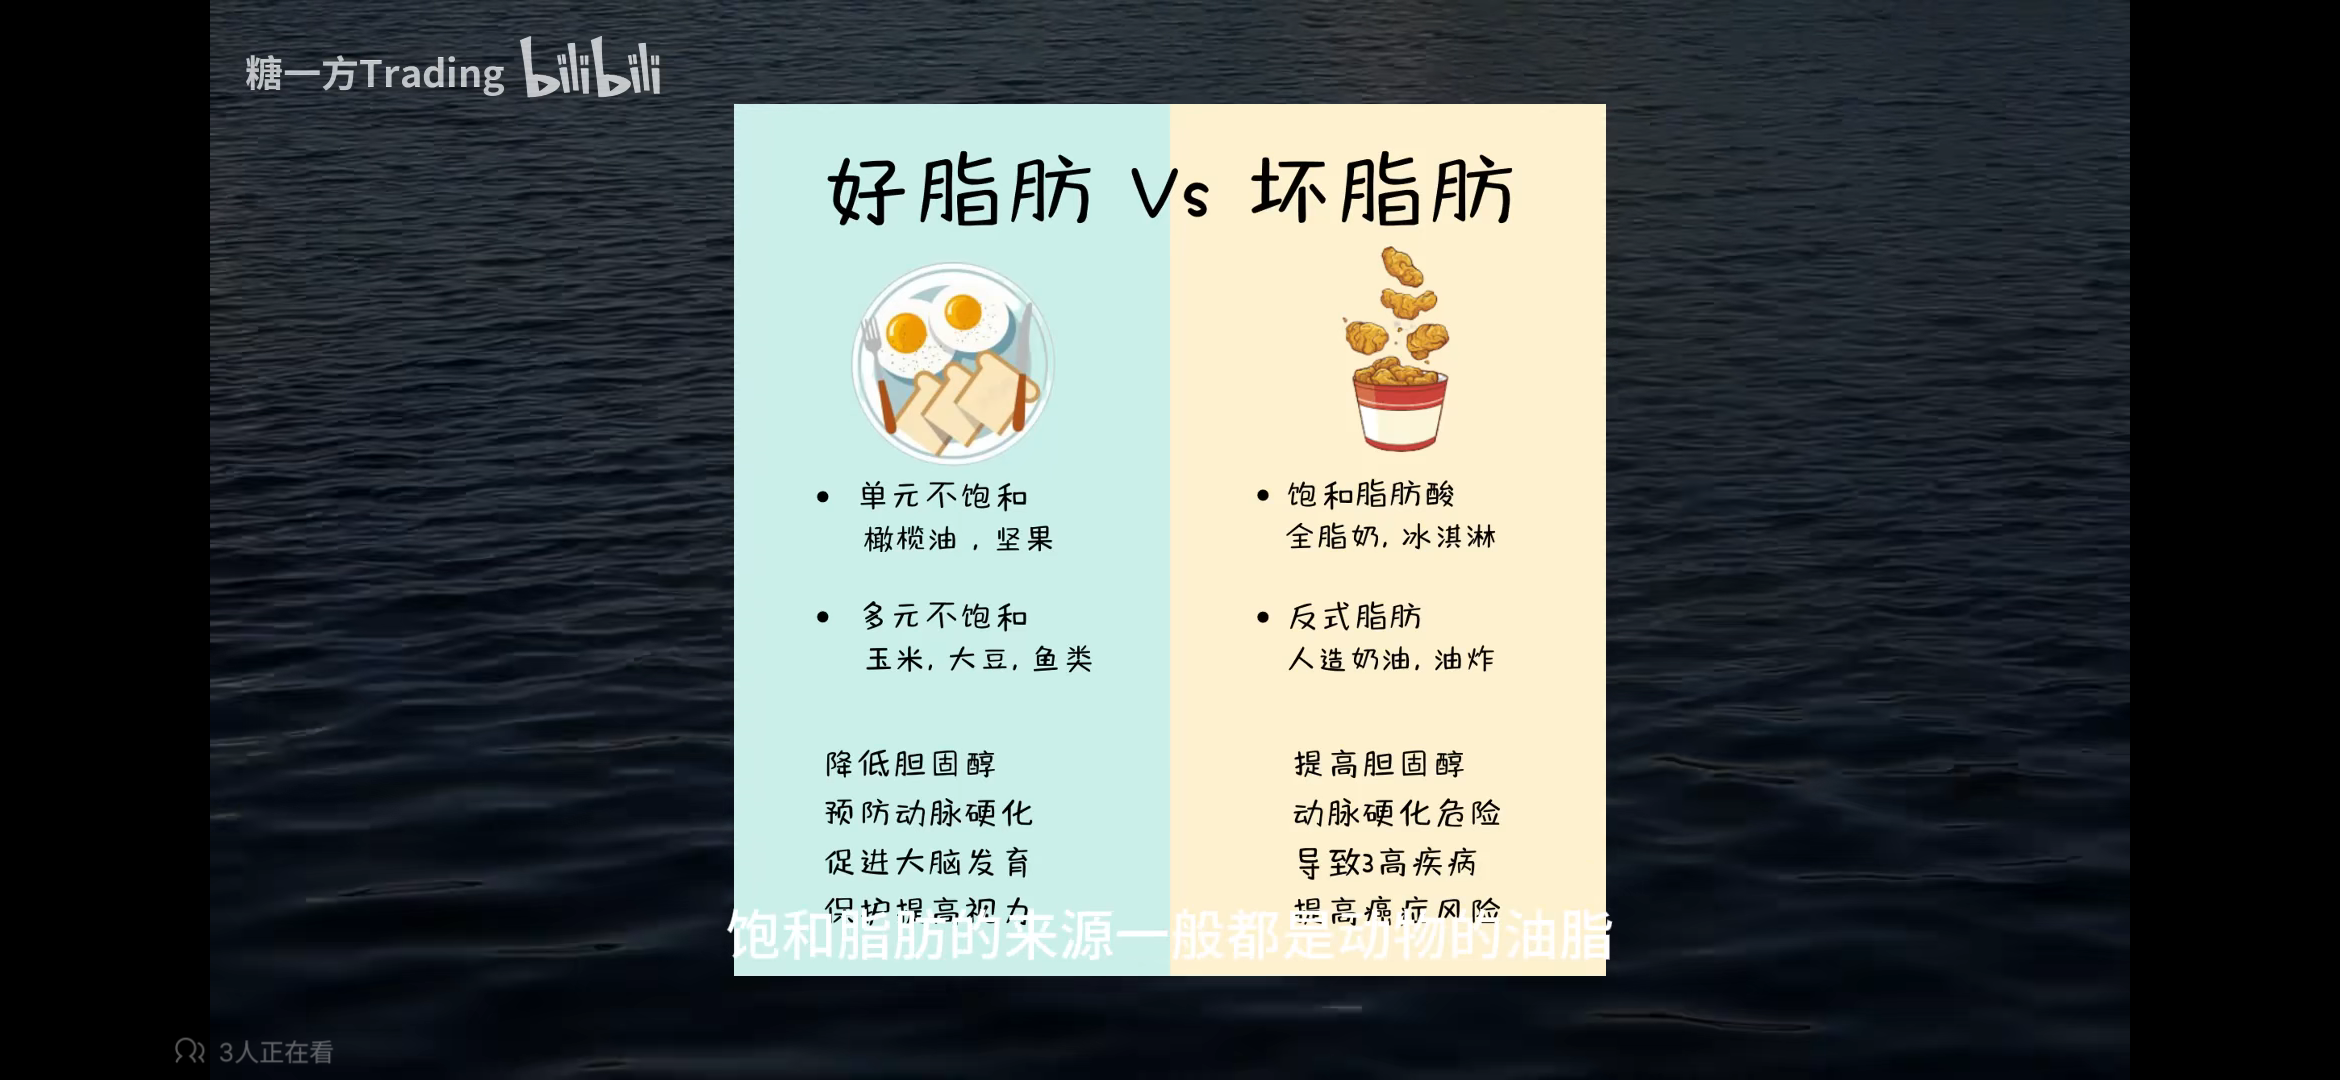 糖一方Trading bilibili
好脂肪 Vs 坏脂肪
单元不饱和
橄榄油，坚果
多元不饱和
玉米，大豆，鱼类
降低胆固醇
预防动脉硬化
促进大脑发育
保护提高视力
饱和脂肪酸
全脂奶，冰淇淋
反式脂肪
人造奶油，油炸
提高胆固醇
动脉硬化危险
导致3高疾病
提高癌症风险
饱和脂肪的来源一般都是动物的油脂
3人正在看